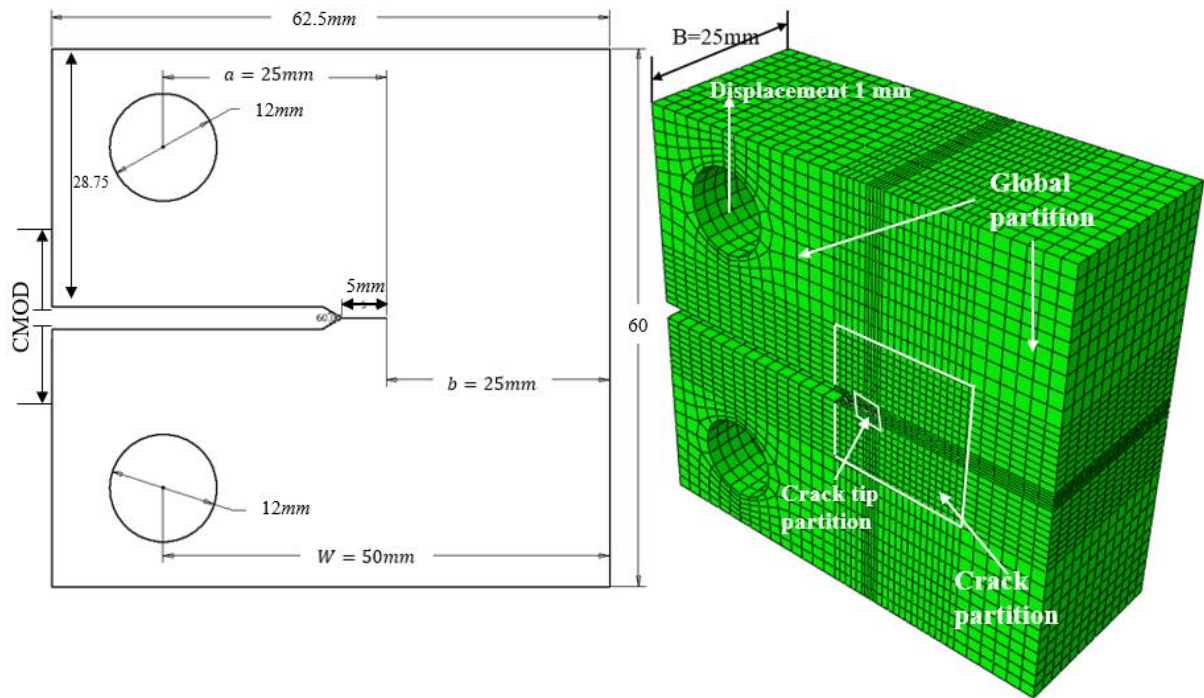 62.5mm
a = 25mm
12mm
28.75
5mm
CMOD
60
b = 25mm
12mm
W = 50mm
B=25mm
Displacement 1 mm
Global
partition
Crack tip
partition
Crack
partition